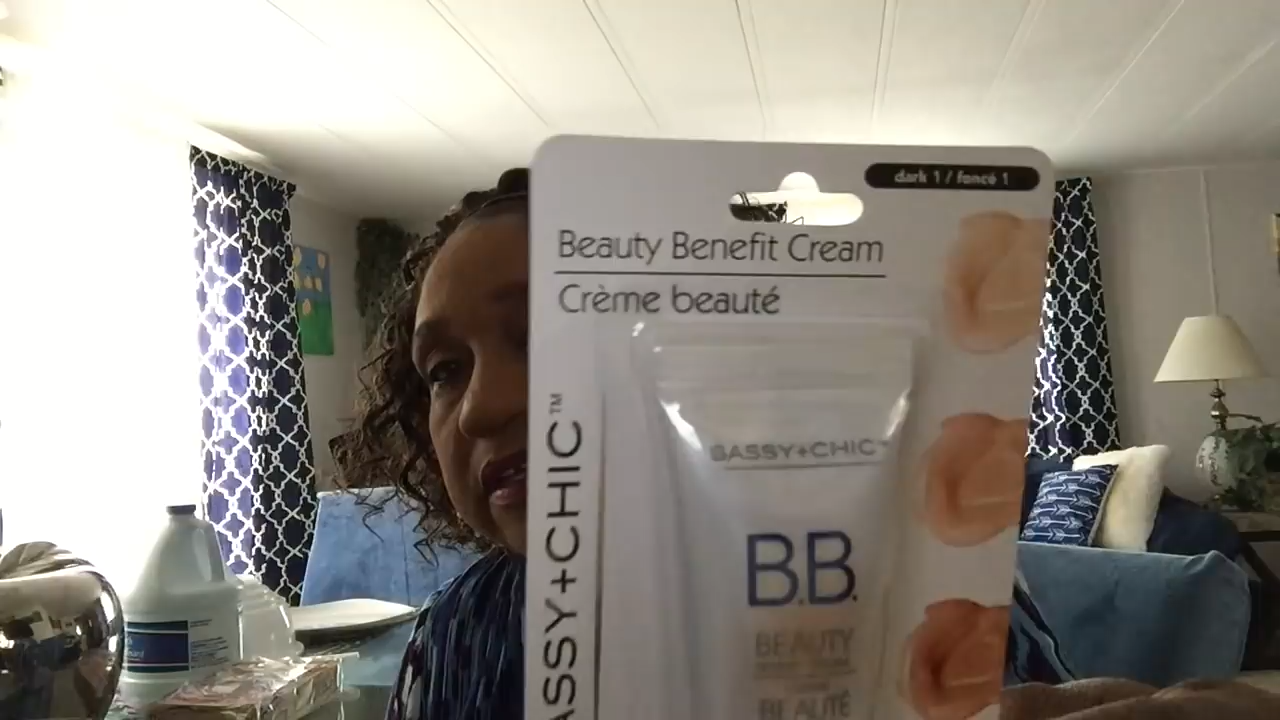 dark 1 / foncé 1
Beauty Benefit Cream
Crème beauté
SASSY+CHIC™
SASSY+CHIC
B.B.
BEAUTY
BEAUTÉ